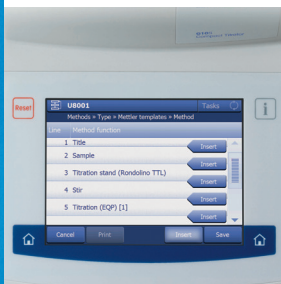 Reset
U8001
Tasks
Methods » Type » Mettler templates » Method
Line Method function
1 Title
Insert
2 Sample
Insert
3 Titration stand (Rondolino TTL)
Insert
4 Stir
Insert
5 Titration (EQP) [1]
Insert
Cancel Print Insert Save
i